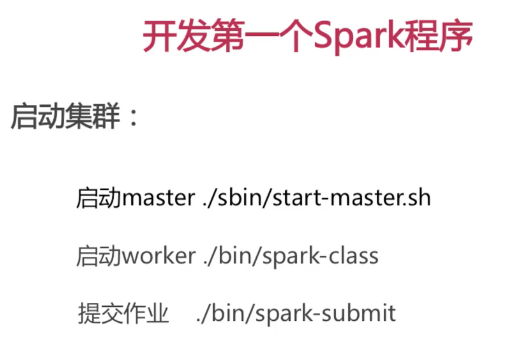 开发第一个Spark程序
启动集群：
启动master ./sbin/start-master.sh
启动worker ./bin/spark-class
提交作业 ./bin/spark-submit